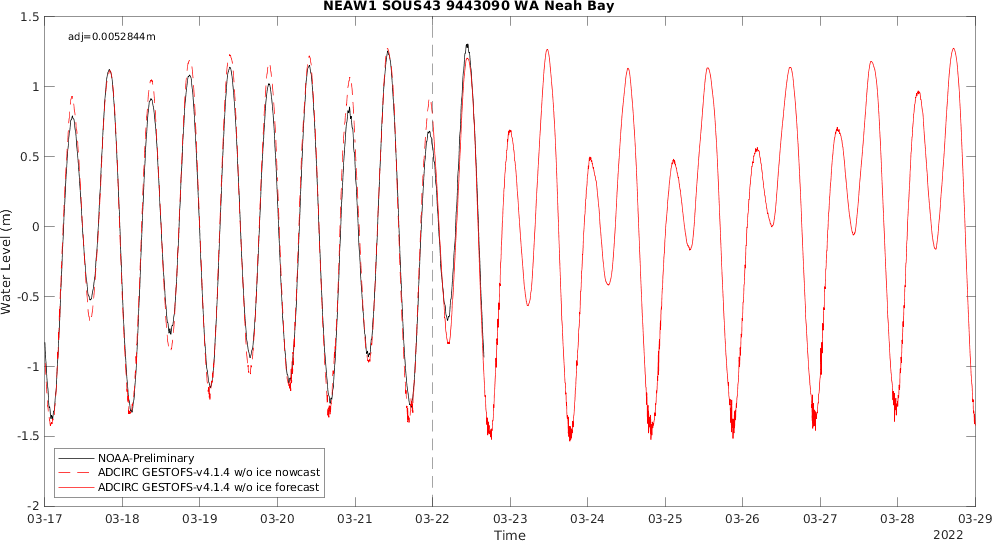 NEAW1 SOUS43 9443090 WA Neah Bay
adj=0.0052844m
1.5
1
0.5
0
-0.5
-1
-1.5
-2
Water Level (m)
NOAA-Preliminary
ADCIRC GESTOFS-v4.1.4 w/o ice nowcast
ADCIRC GESTOFS-v4.1.4 w/o ice forecast
03-17 03-18 03-19 03-20 03-21 03-22 03-23 03-24 03-25 03-26 03-27 03-28 03-29
Time
2022